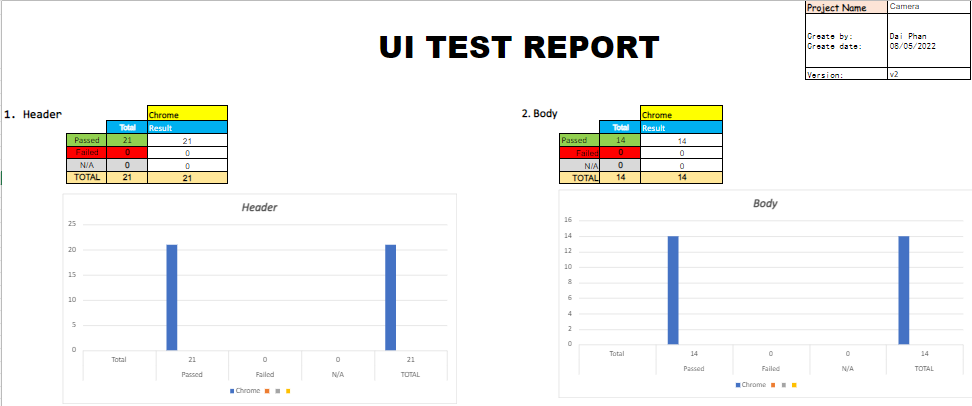 Project Name Camera
UI TEST REPORT
Create by: Dai Phan
Create date: 08/05/2022
Version: v2
1. Header
Chrome
Total Result
Passed 21 21
Failed 0 0
N/A 0 0
TOTAL 21 21
Header
25
20
15
10
5
0
Total 21 0 0 21
Passed Failed N/A TOTAL
Chrome
2. Body
Chrome
Total Result
Passed 14 14
Failed 0 0
N/A 0 0
TOTAL 14 14
Body
16
14
12
10
8
6
4
2
0
Total 14 0 0 14
Passed Failed N/A TOTAL
Chrome